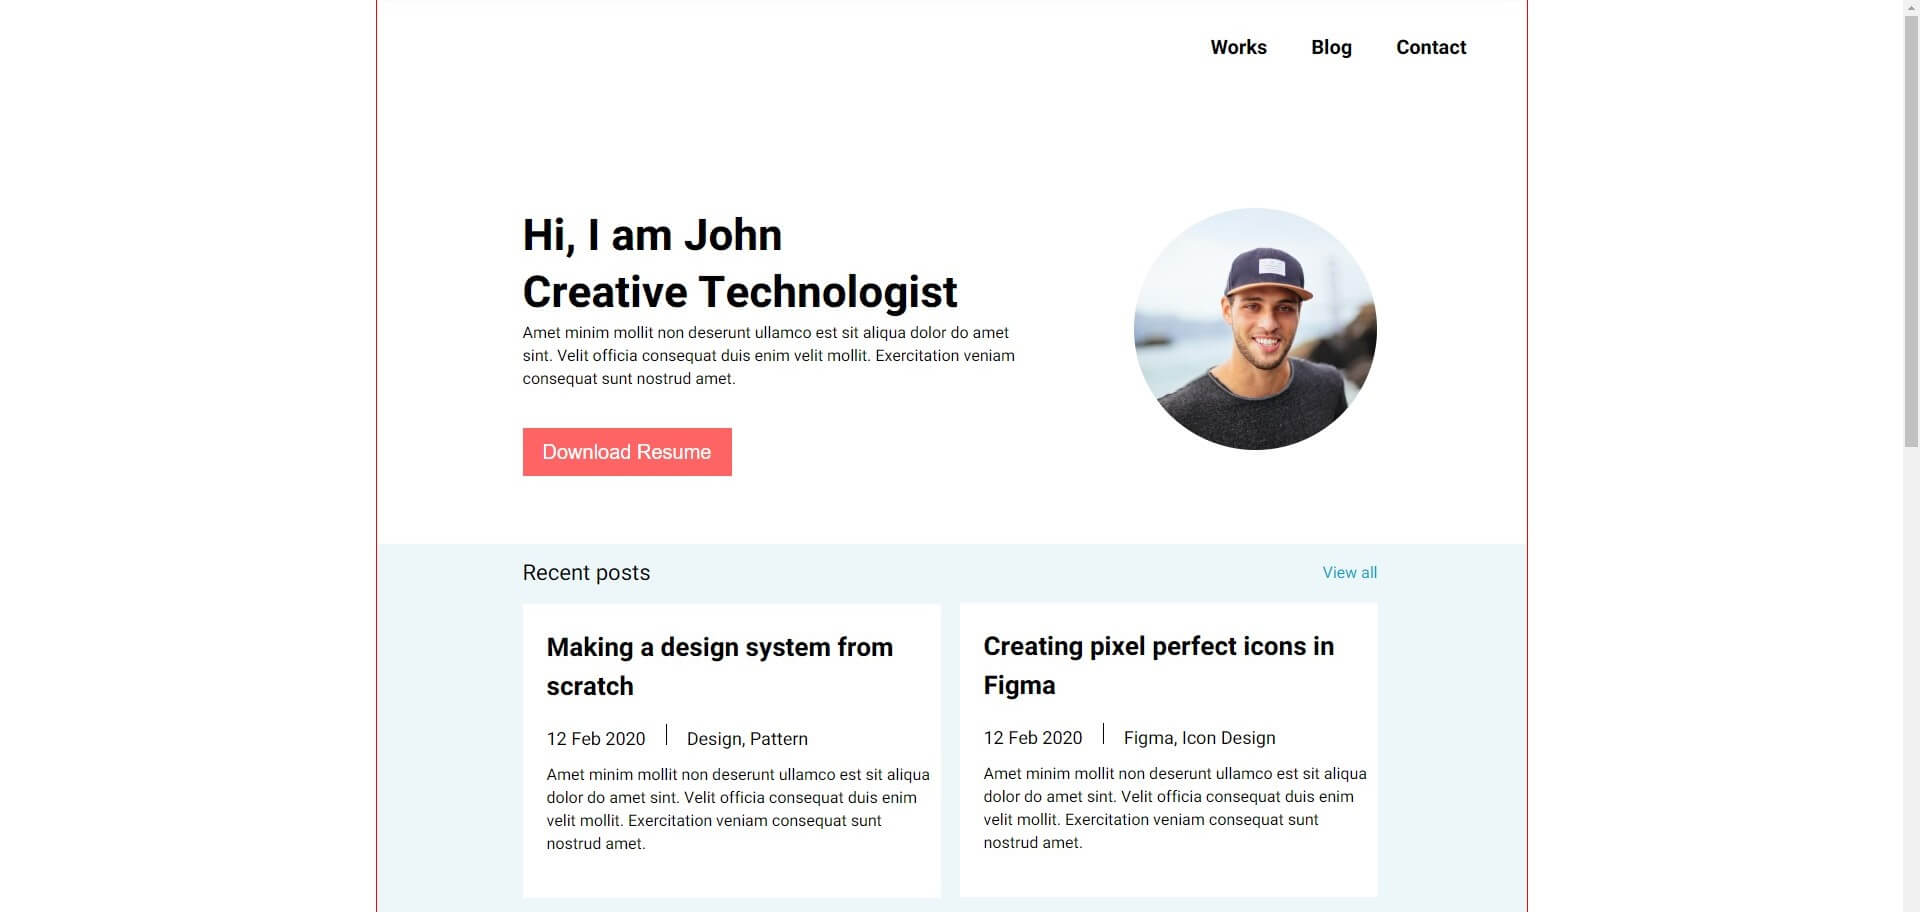 Works Blog Contact
Hi, I am John
Creative Technologist
Amet minim mollit non deserunt ullamco est sit aliqua dolor do amet
sint. Velit officia consequat duis enim velit mollit. Exercitation veniam
consequat sunt nostrud amet.
Download Resume
Recent posts
View all
Making a design system from
scratch
12 Feb 2020 | Design, Pattern
Amet minim mollit non deserunt ullamco est sit aliqua
dolor do amet sint. Velit officia consequat duis enim
velit mollit. Exercitation veniam consequat sunt
nostrud amet.
Creating pixel perfect icons in
Figma
12 Feb 2020 | Figma, Icon Design
Amet minim mollit non deserunt ullamco est sit aliqua
dolor do amet sint. Velit officia consequat duis enim
velit mollit. Exercitation veniam consequat sunt
nostrud amet.